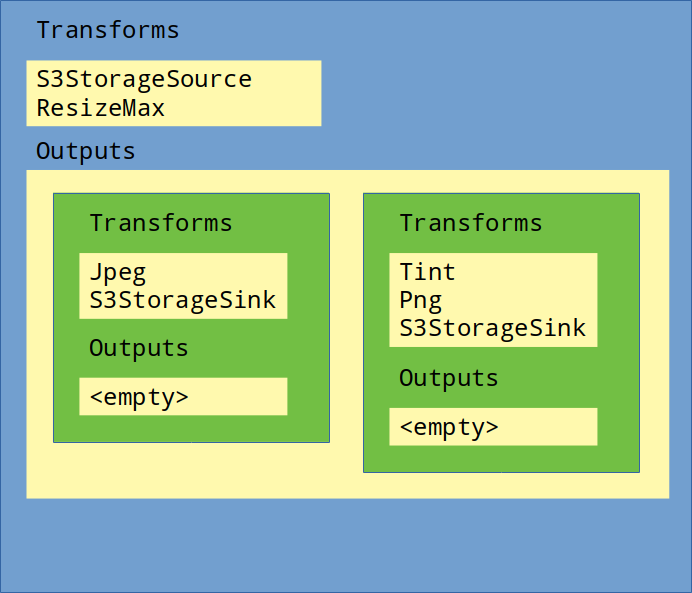 Transforms
S3StorageSource
ResizeMax
Outputs
Transforms
Jpeg
S3StorageSink
Outputs
<empty>
Transforms
Tint
Png
S3StorageSink
Outputs
<empty>